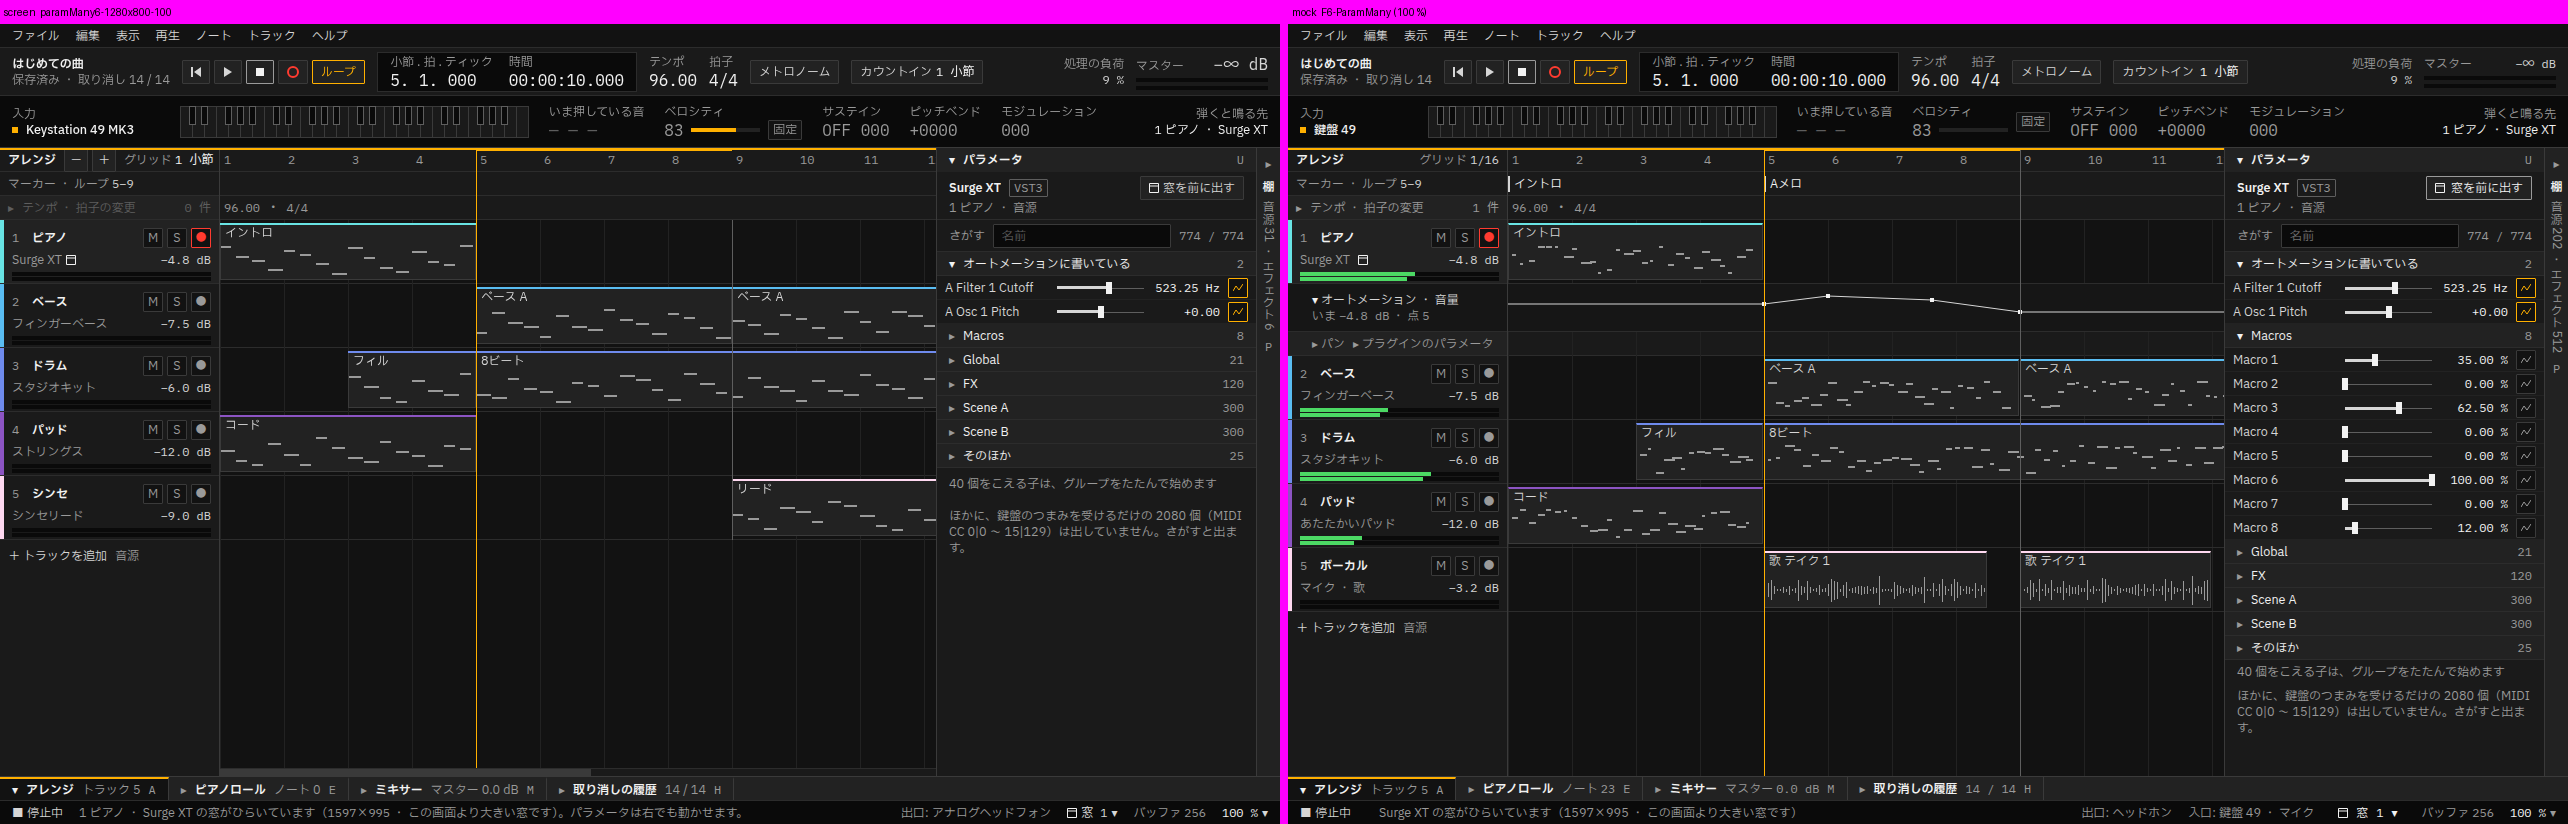 screen paramMany6-1280x800-100
ファイル 編集 表示 再生 ノート トラック ヘルプ
はじめての曲
保存済み ・ 取り消し 14 / 14
ループ
小節 . 拍 . ティック 時間
5. 1. 000 00:00:10.000
テンポ 拍子
96.00 4/4
メトロノーム
カウントイン 1 小節
処理の負荷
9 %
マスター
−∞ dB
入力
Keystation 49 MK3
いま押している音
— — —
ベロシティ
83
固定
サステイン ピッチベンド モジュレーション
OFF 000 +0000 000
弾くと鳴る先
1 ピアノ ・ Surge XT
アレンジ − ＋ グリッド 1 小節
1 2 3 4 5 6 7 8 9 10 11 1
マーカー ・ ループ 5–9
▸ テンポ ・ 拍子の変更 0 件
96.00 ・ 4/4
1 ピアノ M S
Surge XT −4.8 dB
イントロ
2 ベース M S
フィンガーベース −7.5 dB
ベース A
ベース A
3 ドラム M S
スタジオキット −6.0 dB
フィル
8ビート
4 パッド M S
ストリングス −12.0 dB
コード
5 シンセ M S
シンセリード −9.0 dB
リード
＋ トラックを追加 音源
▾ パラメータ U
Surge XT VST3 窓を前に出す
1 ピアノ ・ 音源
さがす 名前 774 / 774
▾ オートメーションに書いている 2
A Filter 1 Cutoff 523.25 Hz
A Osc 1 Pitch +0.00
▸ Macros 8
▸ Global 21
▸ FX 120
▸ Scene A 300
▸ Scene B 300
▸ そのほか 25
40 個をこえる子は、グループをたたんで始めます
ほかに、鍵盤のつまみを受けるだけの 2080 個（MIDI
CC 0|0 〜 15|129）は出していません。さがすと出ま
す。
▸ 棚 音源31 ・ エフェクト6 P
▾ アレンジ トラック 5 A
▸ ピアノロール ノート 0 E
▸ ミキサー マスター 0.0 dB M
▸ 取り消しの履歴 14 / 14 H
停止中
1 ピアノ ・ Surge XT の窓がひらいています（1597×995 ・ この画面より大きい窓です）。パラメータは右でも動かせます。
出口: アナログヘッドフォン 窓 1 ▾ バッファ 256 100 % ▾
mock F6-ParamMany (100 %)
ファイル 編集 表示 再生 ノート トラック ヘルプ
はじめての曲
保存済み ・ 取り消し 14
ループ
小節 . 拍 . ティック 時間
5. 1. 000 00:00:10.000
テンポ 拍子
96.00 4/4
メトロノーム
カウントイン 1 小節
処理の負荷
9 %
マスター
−∞ dB
入力
鍵盤 49
いま押している音
— — —
ベロシティ
83
固定
サステイン ピッチベンド モジュレーション
OFF 000 +0000 000
弾くと鳴る先
1 ピアノ ・ Surge XT
アレンジ グリッド 1/16
1 2 3 4 5 6 7 8 9 10 11 1
マーカー ・ ループ 5–9
イントロ
Aメロ
▸ テンポ ・ 拍子の変更 1 件
96.00 ・ 4/4
1 ピアノ M S
Surge XT −4.8 dB
イントロ
▾ オートメーション ・ 音量
いま −4.8 dB ・ 点 5
▸ パン ▸ プラグインのパラメータ
2 ベース M S
フィンガーベース −7.5 dB
ベース A
ベース A
3 ドラム M S
スタジオキット −6.0 dB
フィル
8ビート
4 パッド M S
あたたかいパッド −12.0 dB
コード
5 ボーカル M S
マイク ・ 歌 −3.2 dB
歌 テイク 1
歌 テイク 1
＋ トラックを追加 音源
▾ パラメータ U
Surge XT VST3 窓を前に出す
1 ピアノ ・ 音源
さがす 名前 774 / 774
▾ オートメーションに書いている 2
A Filter 1 Cutoff 523.25 Hz
A Osc 1 Pitch +0.00
▾ Macros 8
Macro 1 35.00 %
Macro 2 0.00 %
Macro 3 62.50 %
Macro 4 0.00 %
Macro 5 0.00 %
Macro 6 100.00 %
Macro 7 0.00 %
Macro 8 12.00 %
▸ Global 21
▸ FX 120
▸ Scene A 300
▸ Scene B 300
▸ そのほか 25
40 個をこえる子は、グループをたたんで始めます
ほかに、鍵盤のつまみを受けるだけの 2080 個（MIDI
CC 0|0 〜 15|129）は出していません。さがすと出ま
す。
▸ 棚 音源202 ・ エフェクト512 P
▾ アレンジ トラック 5 A
▸ ピアノロール ノート 23 E
▸ ミキサー マスター 0.0 dB M
▸ 取り消しの履歴 14 / 14 H
停止中
Surge XT の窓がひらいています（1597×995 ・ この画面より大きい窓です）
出口: ヘッドホン 入口: 鍵盤 49 ・ マイク 窓 1 ▾ バッファ 256 100 % ▾